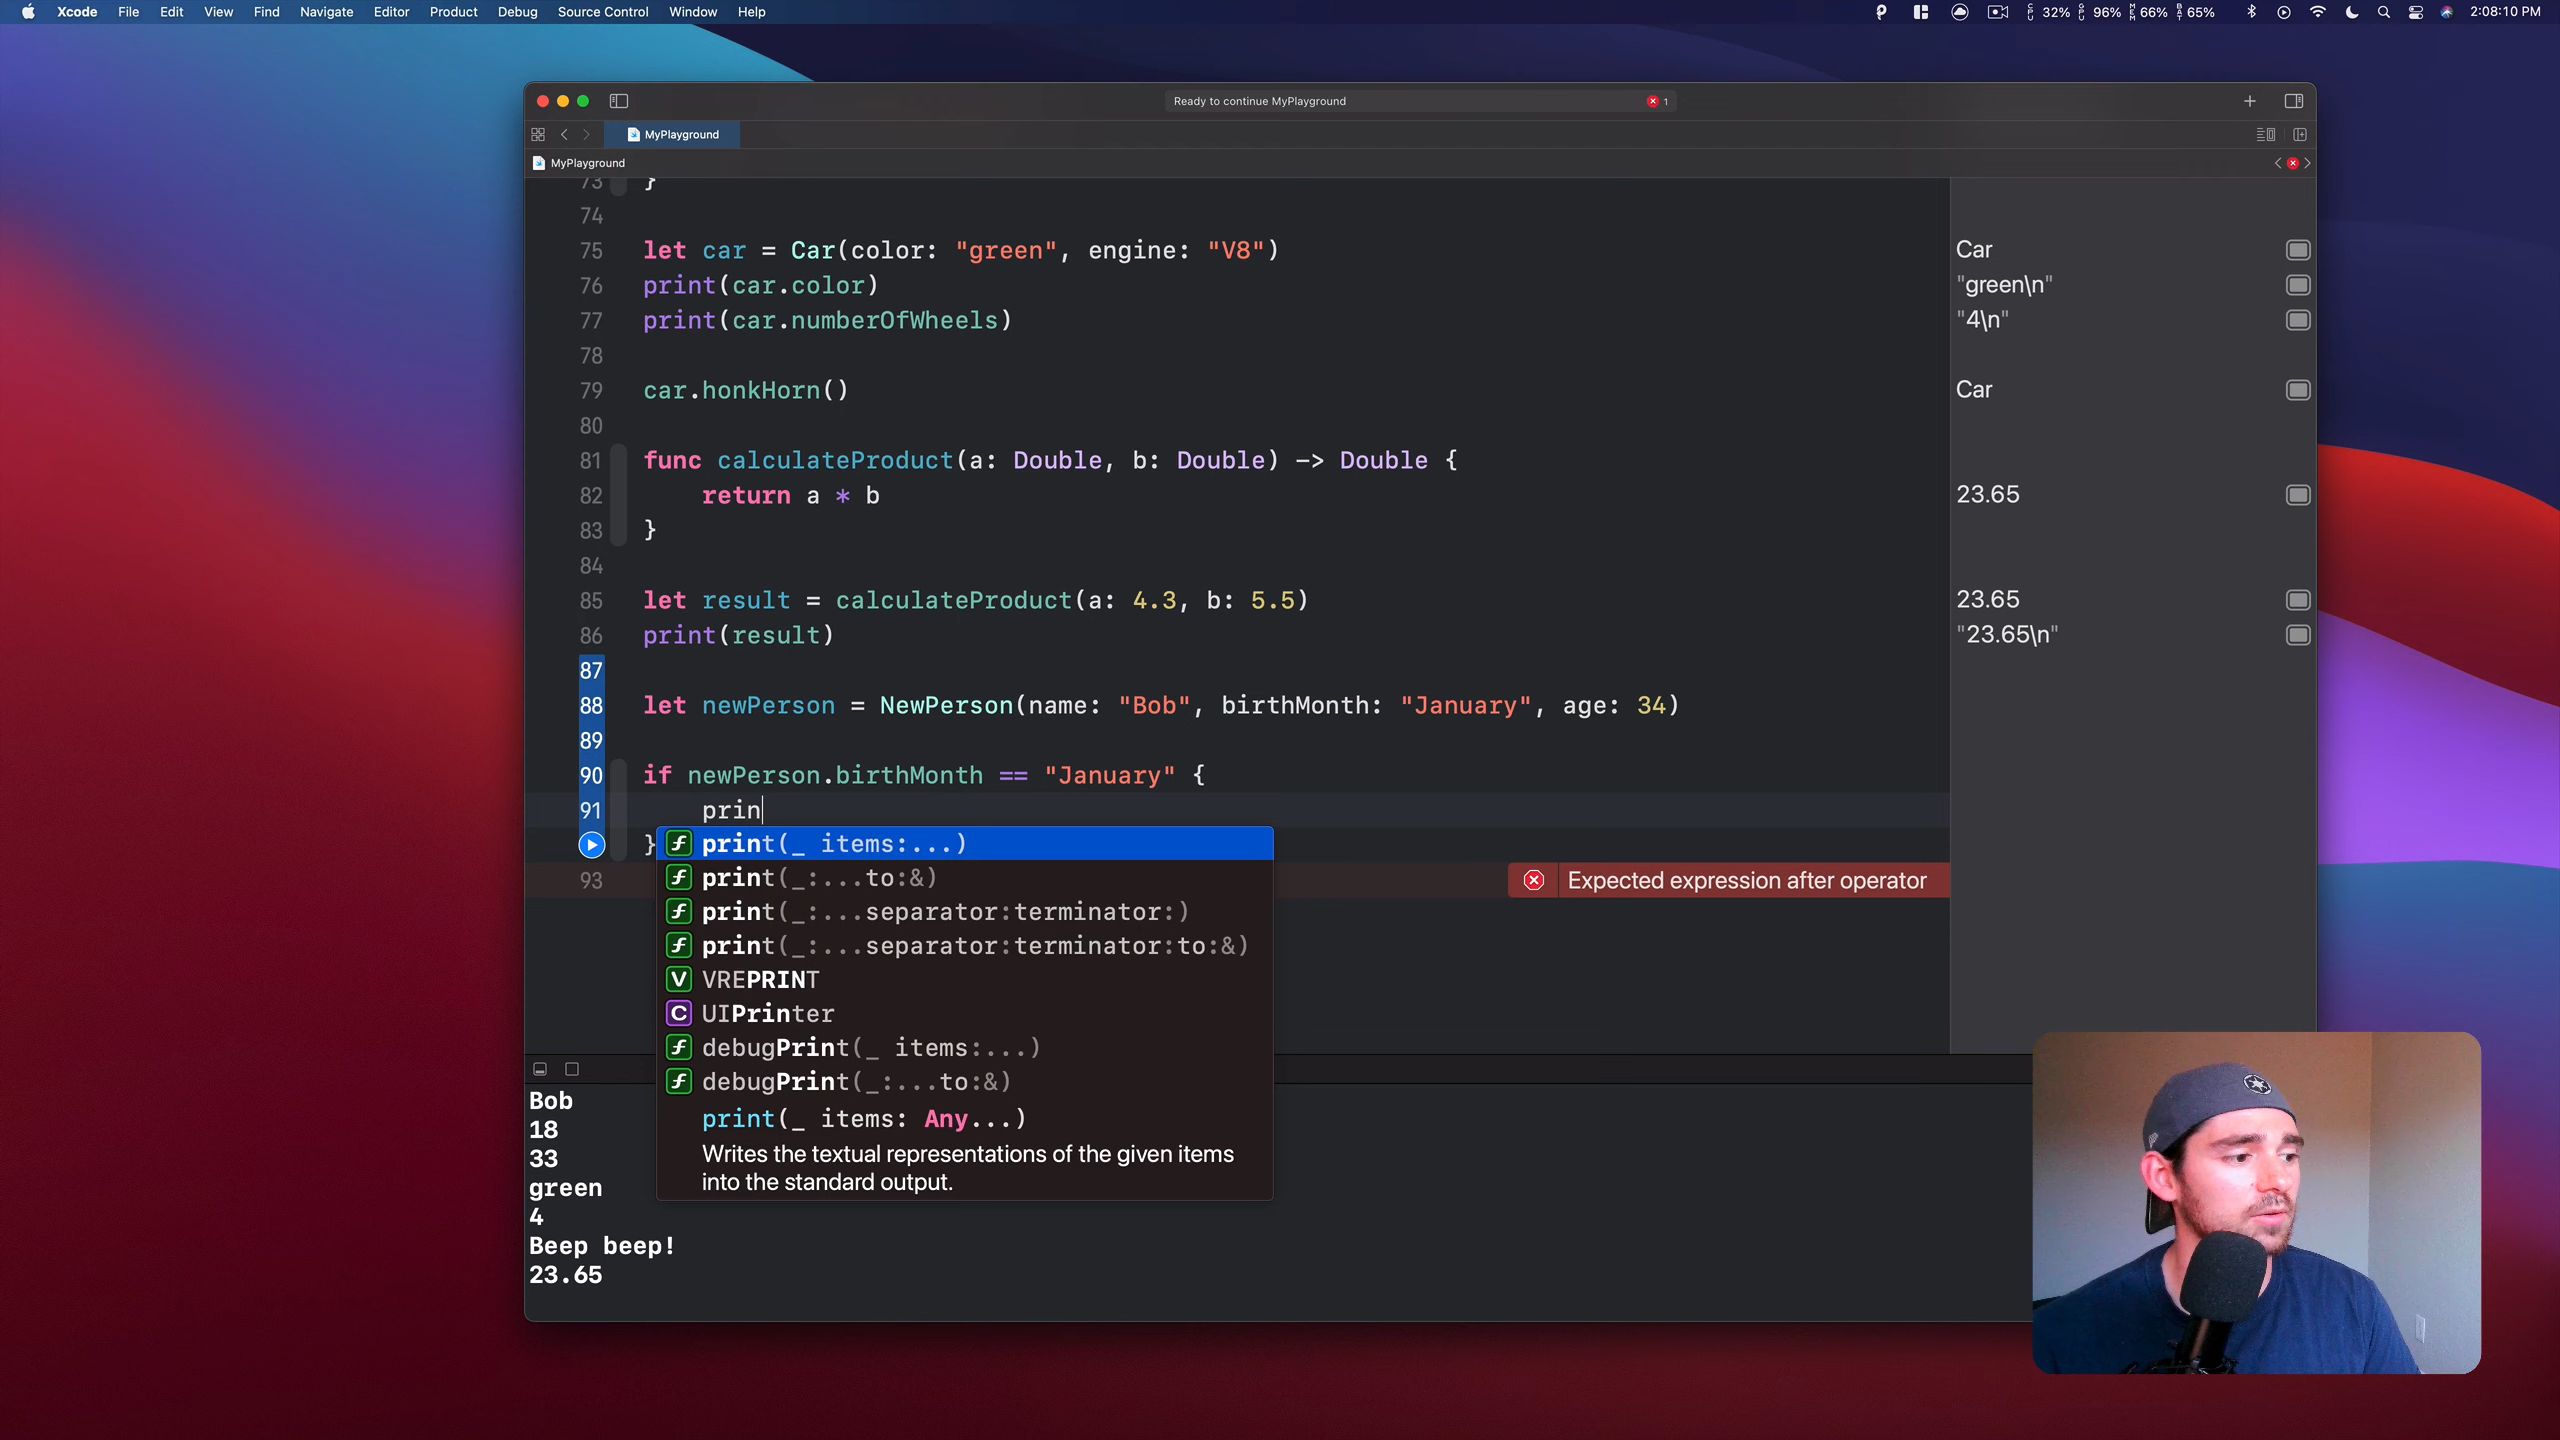 Xcode File Edit View Find Navigate Editor Product Debug Source Control Window Help
CPU 32% GPU 96% MEM 66% BAT 65% 2:08:10 PM
Ready to continue MyPlayground 1
MyPlayground
MyPlayground
73 }
74
75 let car = Car(color: "green", engine: "V8") Car
76 print(car.color) "green\n"
77 print(car.numberOfWheels) "4\n"
78
79 car.honkHorn() Car
80
81 func calculateProduct(a: Double, b: Double) -> Double {
82 return a * b 23.65
83 }
84
85 let result = calculateProduct(a: 4.3, b: 5.5) 23.65
86 print(result) "23.65\n"
87
88 let newPerson = NewPerson(name: "Bob", birthMonth: "January", age: 34)
89
90 if newPerson.birthMonth == "January" {
91 prin
}
93 Expected expression after operator
f print(_ items:...)
f print(_:...to:&)
f print(_:...separator:terminator:)
f print(_:...separator:terminator:to:&)
V VREPRINT
C UIPrinter
f debugPrint(_ items:...)
f debugPrint(_:...to:&)
print(_ items: Any...)
Writes the textual representations of the given items
into the standard output.
Bob
18
33
green
4
Beep beep!
23.65